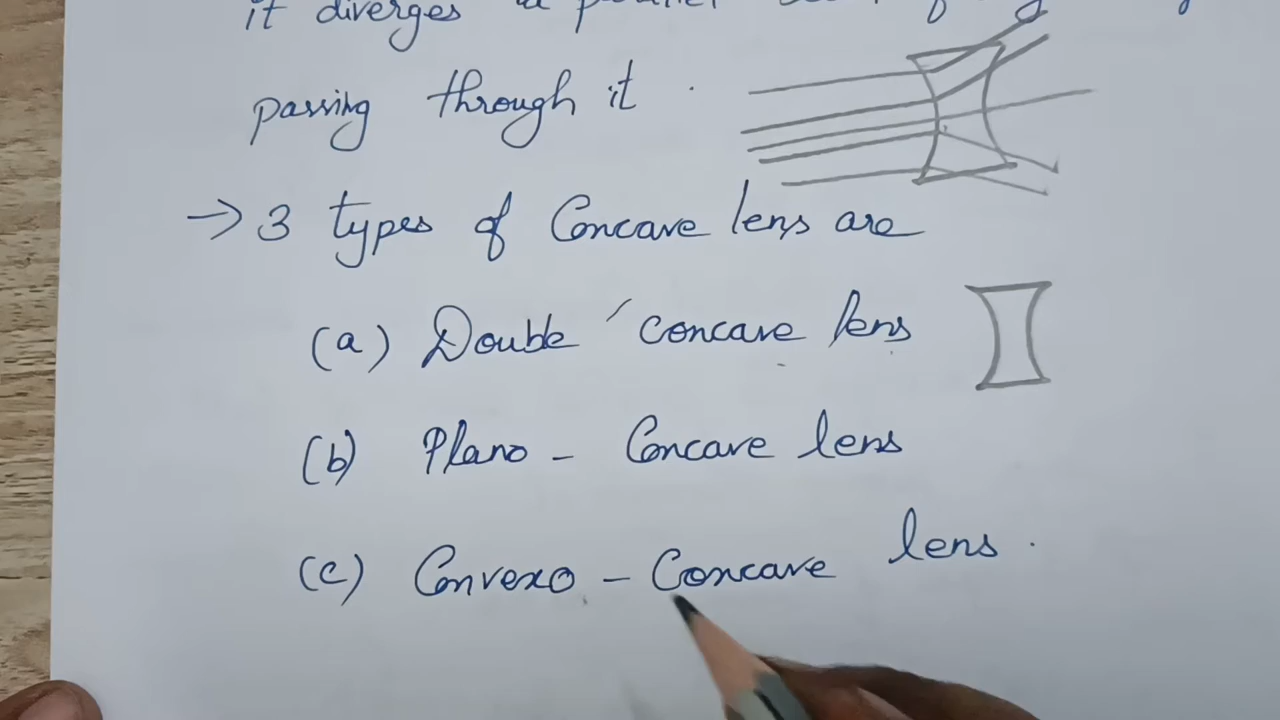 it diverges a parallel
passing through it .
→ 3 types of Concave lens are
(a) Double concave lens
(b) Plano - Concave lens
(c) Convexo - Concave lens .